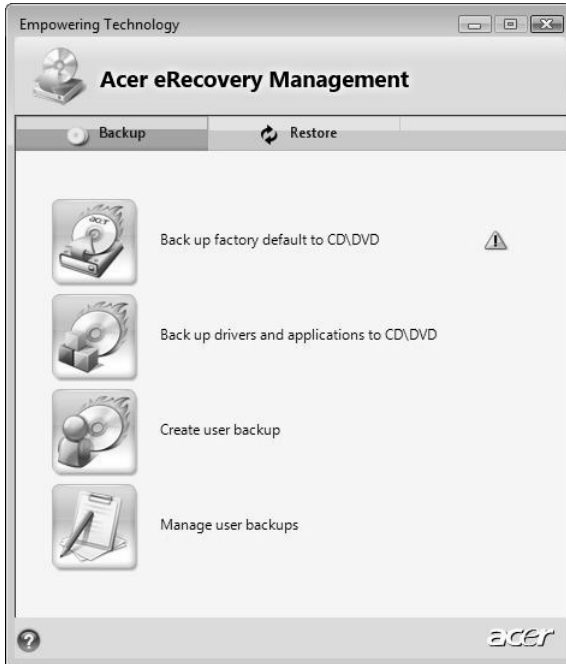 Empowering Technology
Acer eRecovery Management
Backup
Restore
acer
Back up factory default to CD\DVD
Back up drivers and applications to CD\DVD
Create user backup
Manage user backups
?
acer